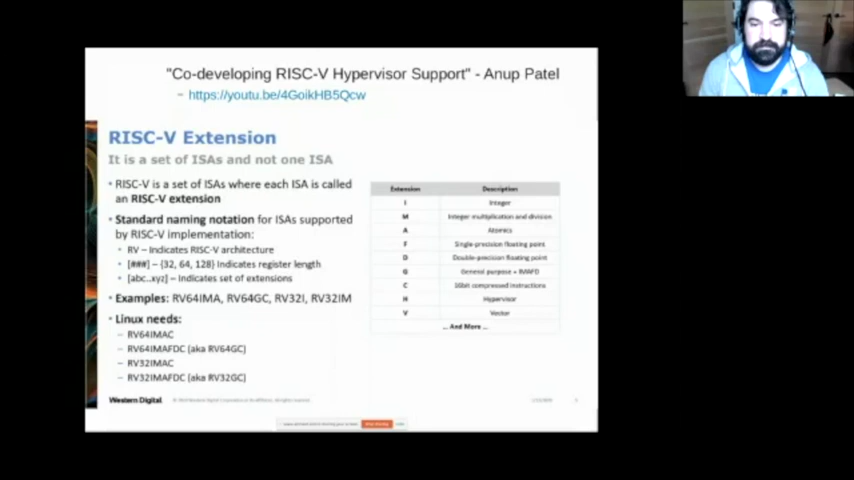 "Co-developing RISC-V Hypervisor Support" - Anup Patel
– https://youtu.be/4GoikHB5Qcw
RISC-V Extension
It is a set of ISAs and not one ISA
• RISC-V is a set of ISAs where each ISA is called
an RISC-V extension
• Standard naming notation for ISAs supported
by RISC-V implementation:
• RV – Indicates RISC-V architecture
• [###] – {32, 64, 128} Indicates register length
• [abc..xyz] – Indicates set of extensions
• Examples: RV64IMA, RV64GC, RV32I, RV32IM
• Linux needs:
– RV64IMAC
– RV64IMAFDC (aka RV64GC)
– RV32IMAC
– RV32IMAFDC (aka RV32GC)
Extension Description
I Integer
M Integer multiplication and division
A Atomics
F Single-precision floating point
D Double-precision floating point
G General purpose = IMAFD
C 16bit compressed instructions
H Hypervisor
V Vector
... And More ...
Western Digital